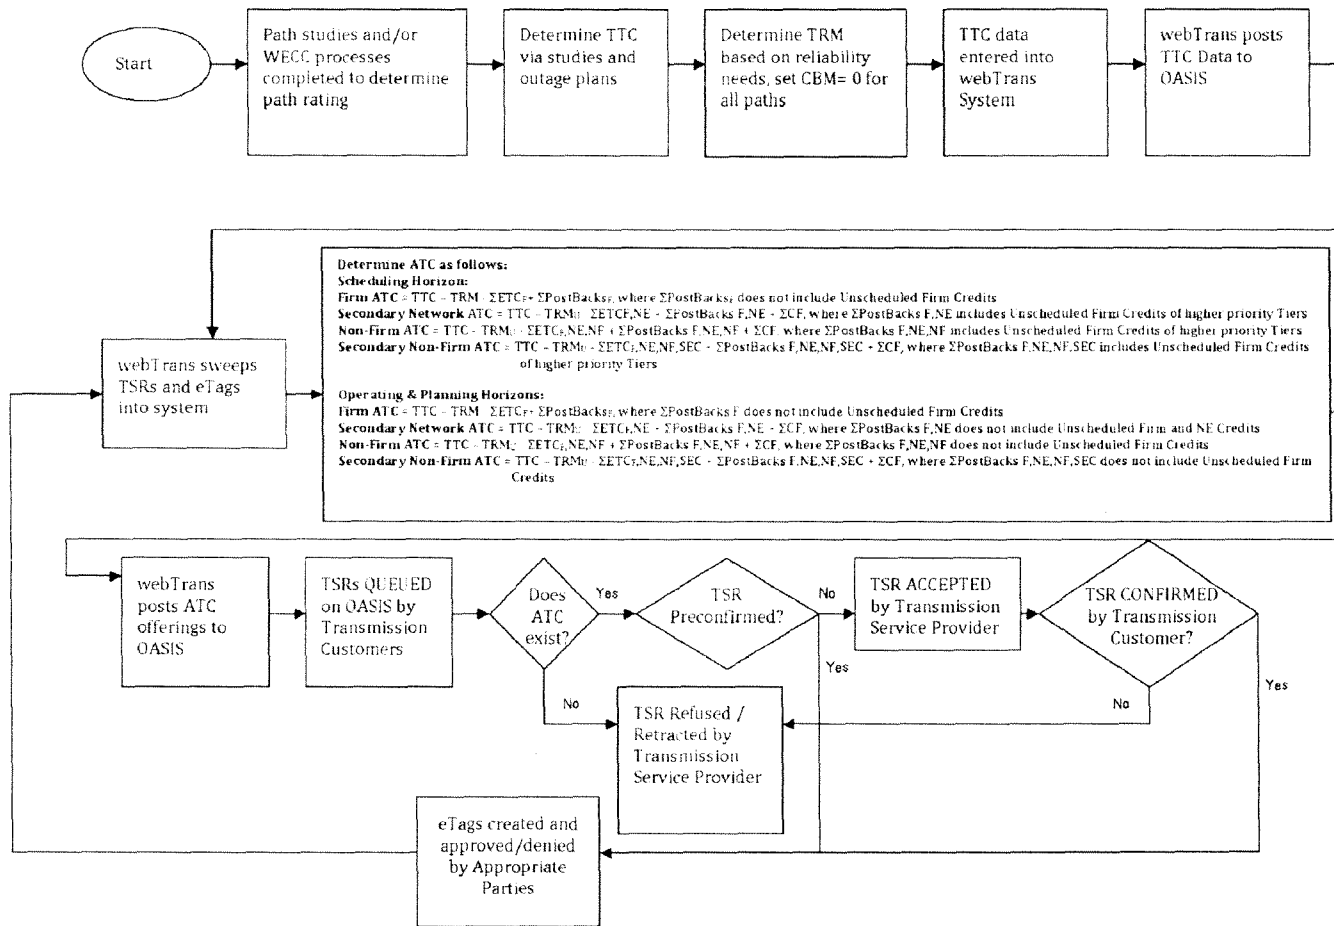 Start
Path studies and/or
WECC processes
completed to determine
path rating
Determine TTC
via studies and
outage plans
Determine TRM
based on reliability
needs, set CBM= 0 for
all paths
TTC data
entered into
webTrans
System
webTrans posts
TTC Data to
OASIS
webTrans sweeps
TSRs and eTags
into system
Determine ATC as follows:
Scheduling Horizon:
Firm ATC = TTC - TRM - ΣETCF+ ΣPostBacksF, where ΣPostBacksF does not include Unscheduled Firm Credits
Secondary Network ATC = TTC - TRMU - ΣETCF,NE - ΣPostBacks F,NE - ΣCF, where ΣPostBacks F,NE includes Unscheduled Firm Credits of higher priority Tiers
Non-Firm ATC = TTC - TRMU - ΣETCF,NE,NF + ΣPostBacks F,NE,NF + ΣCF, where ΣPostBacks F,NE,NF includes Unscheduled Firm Credits of higher priority Tiers
Secondary Non-Firm ATC = TTC - TRMU - ΣETCF,NE,NF,SEC - ΣPostBacks F,NE,NF,SEC + ΣCF, where ΣPostBacks F,NE,NF,SEC includes Unscheduled Firm Credits
of higher priority Tiers
Operating & Planning Horizons:
Firm ATC = TTC - TRM - ΣETCF+ ΣPostBacksF, where ΣPostBacks F does not include Unscheduled Firm Credits
Secondary Network ATC = TTC - TRMU - ΣETCF,NE - ΣPostBacks F,NE - ΣCF, where ΣPostBacks F,NE does not include Unscheduled Firm and NE Credits
Non-Firm ATC = TTC - TRMU - ΣETCF,NE,NF + ΣPostBacks F,NE,NF + ΣCF, where ΣPostBacks F,NE,NF does not include Unscheduled Firm Credits
Secondary Non-Firm ATC = TTC - TRMU - ΣETCF,NE,NF,SEC - ΣPostBacks F,NE,NF,SEC + ΣCF, where ΣPostBacks F,NE,NF,SEC does not include Unscheduled Firm
Credits
webTrans
posts ATC
offerings to
OASIS
TSRs QUEUED
on OASIS by
Transmission
Customers
Does
ATC
exist?
Yes
No
TSR
Preconfirmed?
No
Yes
TSR ACCEPTED
by Transmission
Service Provider
TSR CONFIRMED
by Transmission
Customer?
Yes
No
TSR Refused /
Retracted by
Transmission
Service Provider
eTags created and
approved/denied
by Appropriate
Parties